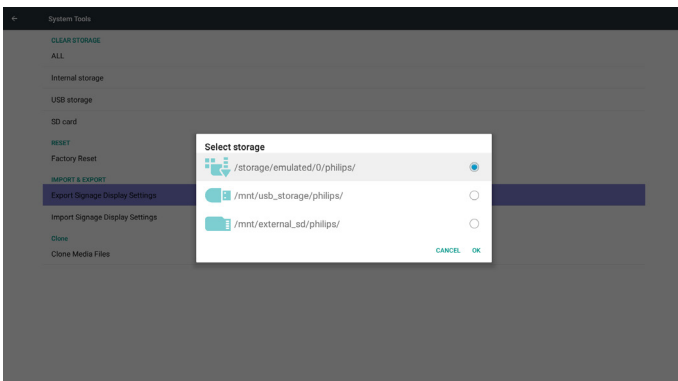 System Tools
CLEAR STORAGE
ALL
Internal storage
USB storage
SD card
RESET
Factory Reset
IMPORT & EXPORT
Export Signage Display Settings
Import Signage Display Settings
Clone
Clone Media Files
Select storage
/storage/emulated/0/philips/
/mnt/usb_storage/philips/
/mnt/external_sd/philips/
CANCEL OK